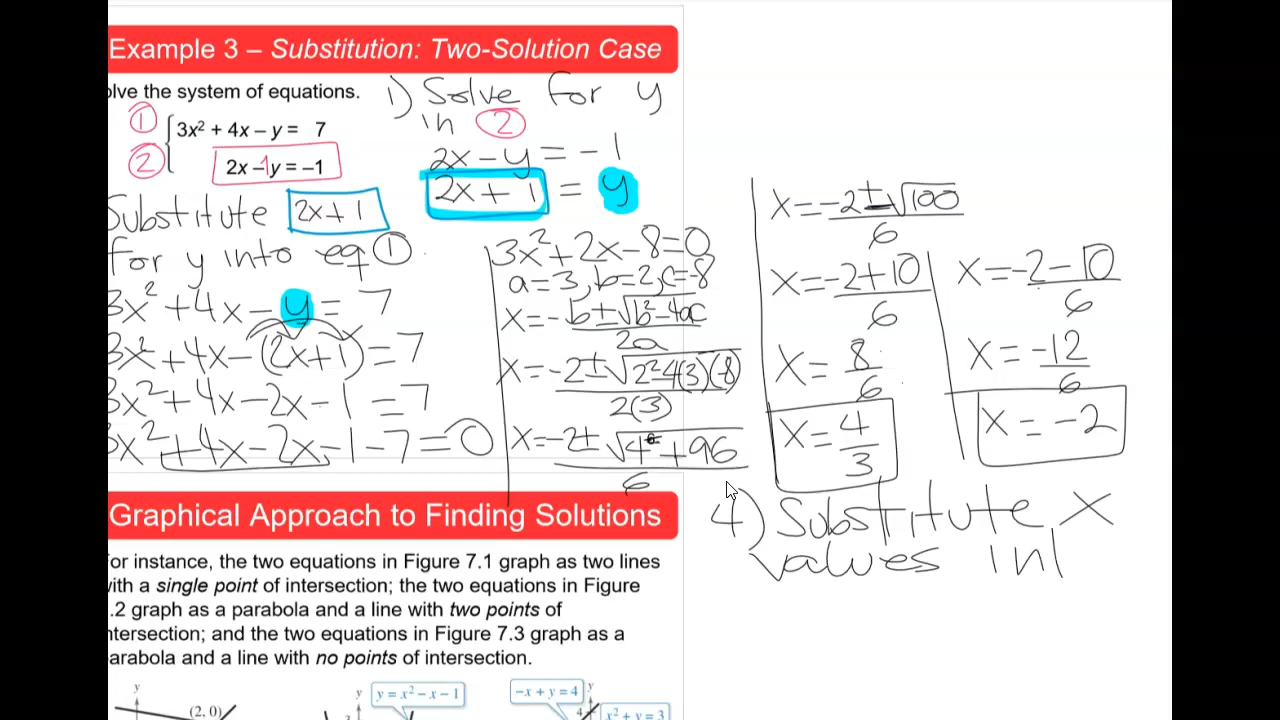 Example 3 – Substitution: Two-Solution Case
olve the system of equations.
① 3x² + 4x – y = 7
② 2x – 1y = –1
1) Solve for y
in ②
2x – y = –1
2x + 1 = y
Substitute 2x+1
for y into eq ①
3x² + 4x – y = 7
3x² + 4x – (2x+1) = 7
3x² + 4x – 2x – 1 = 7
3x² + 4x – 2x – 1 – 7 = 0
3x² + 2x – 8 = 0
a = 3, b = 2, c = –8
x = –b ± √b² – 4ac
2a
x = –2 ± √2² – 4(3)(–8)
2(3)
x = –2 ± √4 + 96
6
x = –2 ± √100
6
x = –2 + 10
6
x = 8
6
x = 4
3
x = –2 – 10
6
x = –12
6
x = –2
4) Substitute x
values int
Graphical Approach to Finding Solutions
or instance, the two equations in Figure 7.1 graph as two lines
ith a single point of intersection; the two equations in Figure
.2 graph as a parabola and a line with two points of
ntersection; and the two equations in Figure 7.3 graph as a
arabola and a line with no points of intersection.
y
(2, 0)
y
y = x² – x – 1
–x + y = 4
y
4
x² + y = 3